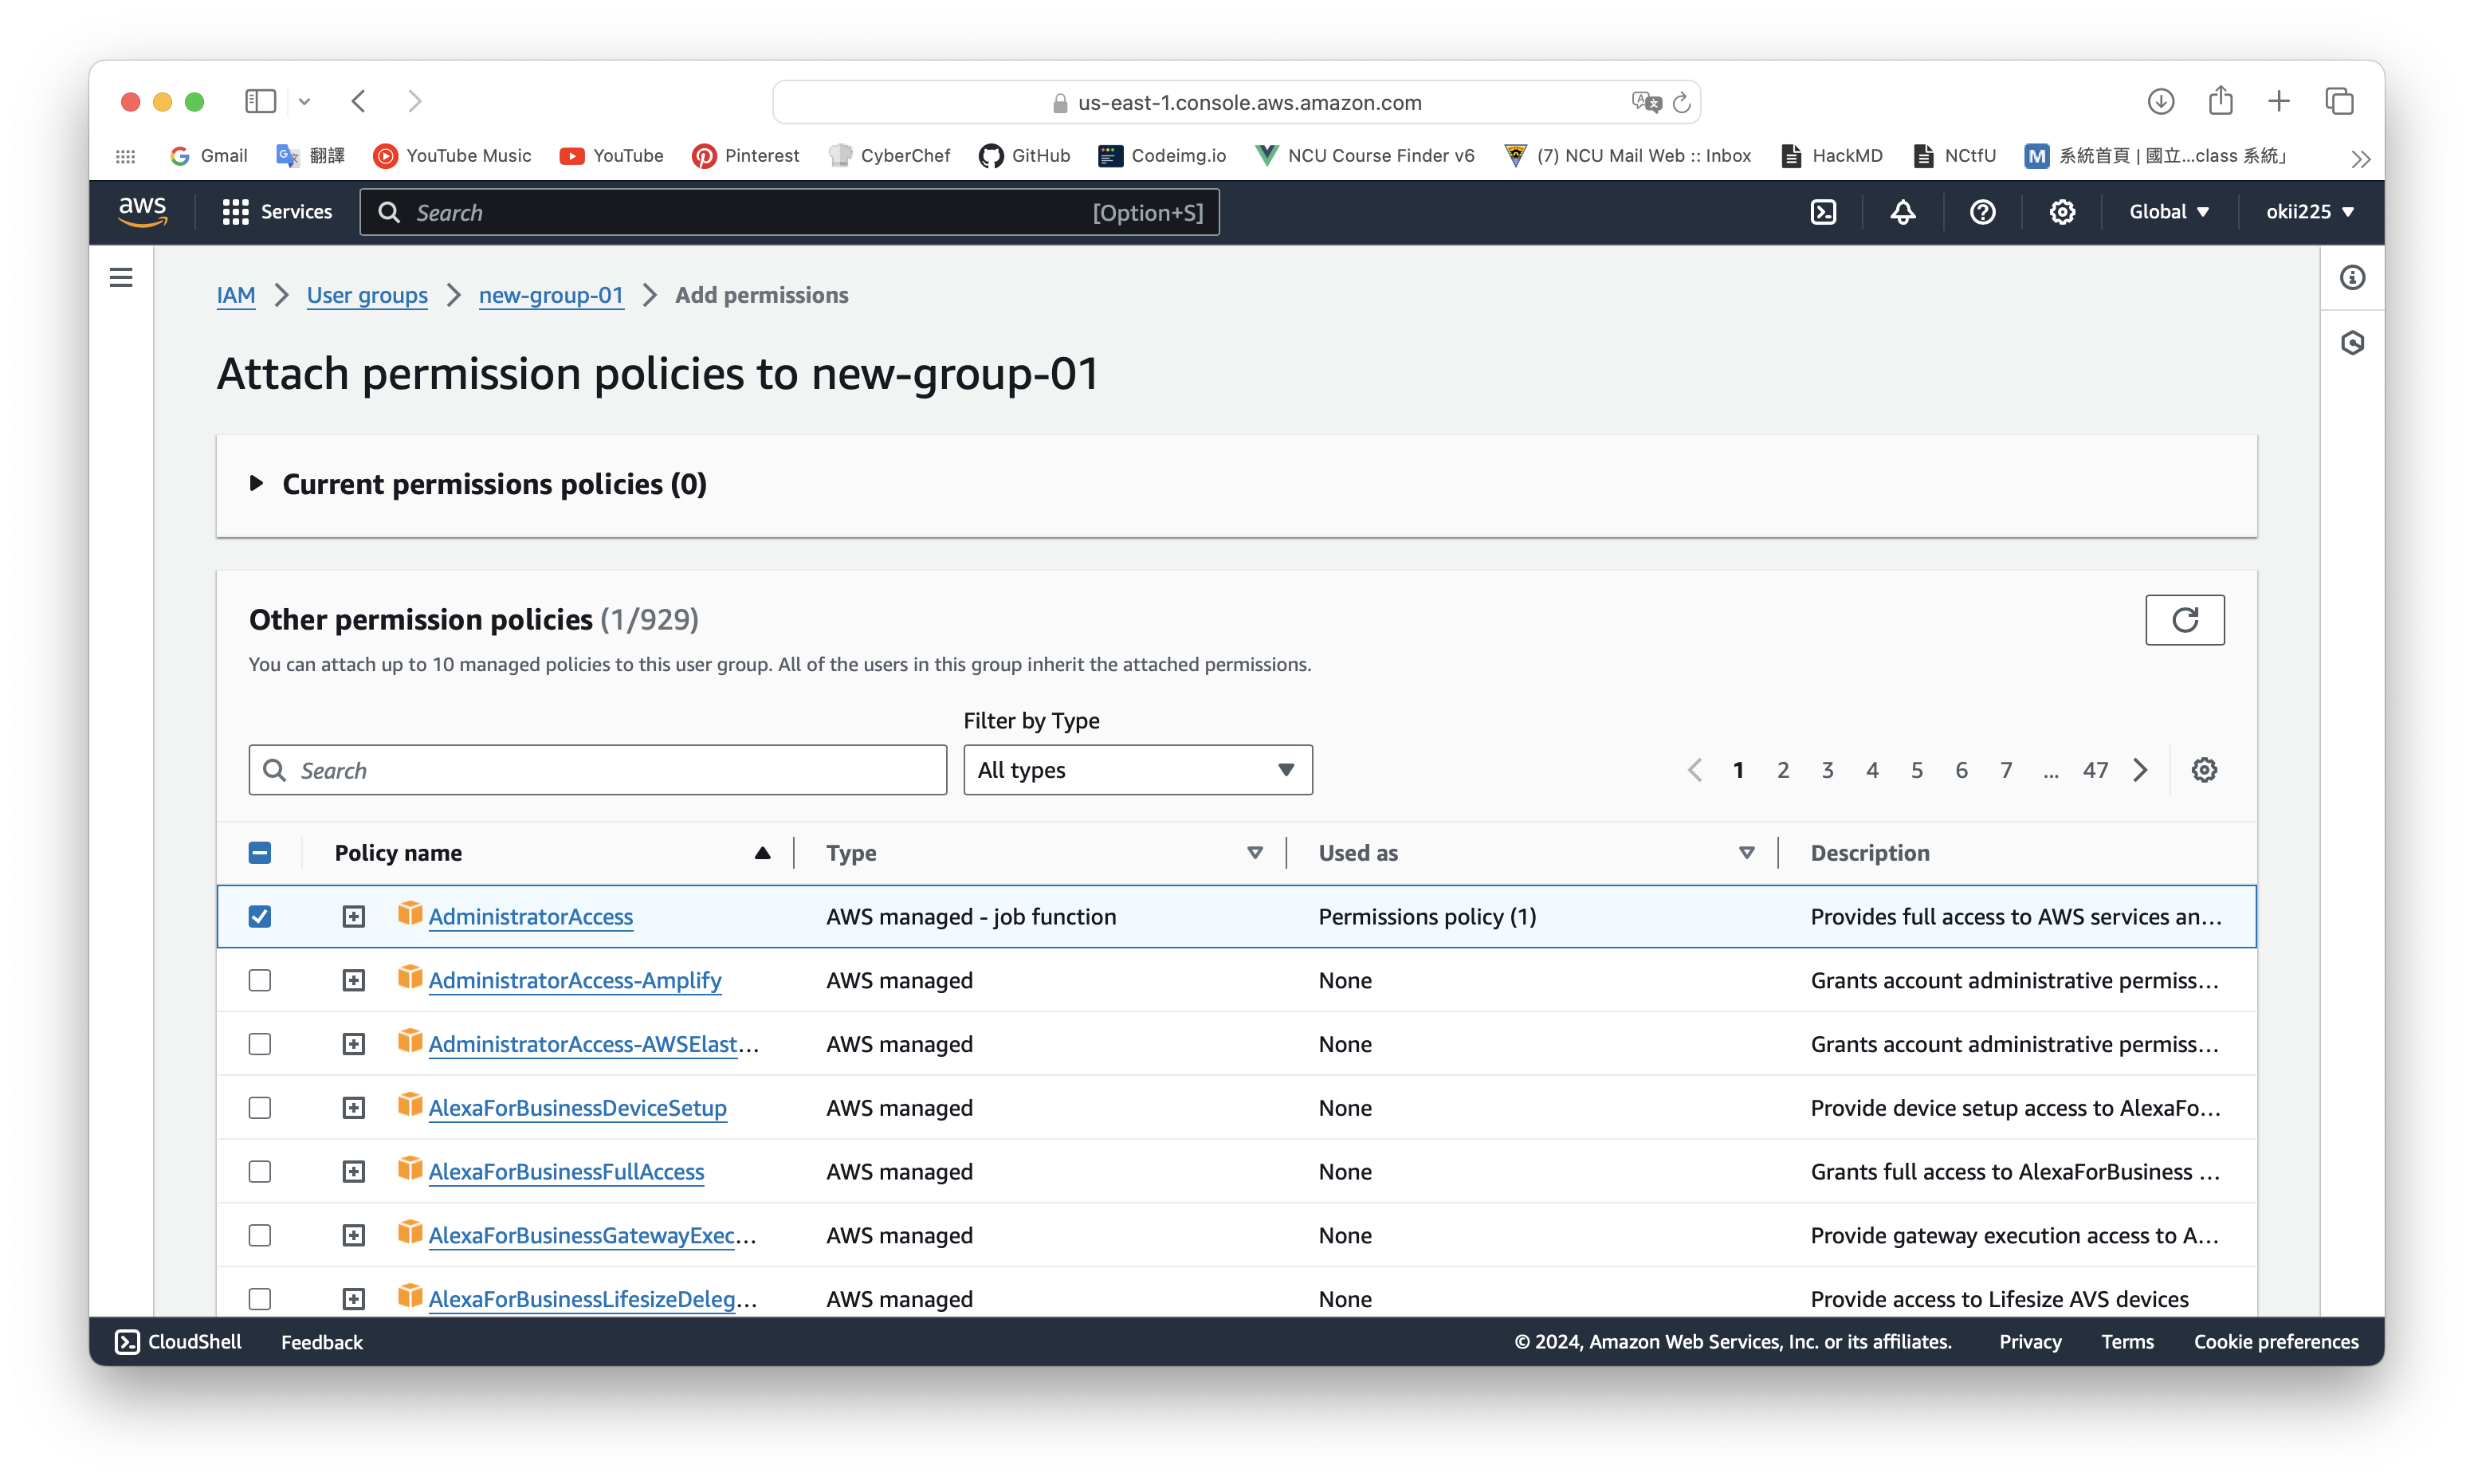 us-east-1.console.aws.amazon.com
Gmail 翻譯 YouTube Music YouTube Pinterest CyberChef GitHub Codeimg.io NCU Course Finder v6 (7) NCU Mail Web :: Inbox HackMD NCtfU 系統首頁 | 國立...class 系統」
aws Services Search [Option+S] Global okii225
IAM User groups new-group-01 Add permissions
Attach permission policies to new-group-01
Current permissions policies (0)
Other permission policies (1/929)
You can attach up to 10 managed policies to this user group. All of the users in this group inherit the attached permissions.
Filter by Type
Search All types 1 2 3 4 5 6 7 ... 47
Policy name Type Used as Description
AdministratorAccess AWS managed - job function Permissions policy (1) Provides full access to AWS services an...
AdministratorAccess-Amplify AWS managed None Grants account administrative permiss...
AdministratorAccess-AWSElast... AWS managed None Grants account administrative permiss...
AlexaForBusinessDeviceSetup AWS managed None Provide device setup access to AlexaFo...
AlexaForBusinessFullAccess AWS managed None Grants full access to AlexaForBusiness ...
AlexaForBusinessGatewayExec... AWS managed None Provide gateway execution access to A...
AlexaForBusinessLifesizeDeleg... AWS managed None Provide access to Lifesize AVS devices
CloudShell Feedback © 2024, Amazon Web Services, Inc. or its affiliates. Privacy Terms Cookie preferences